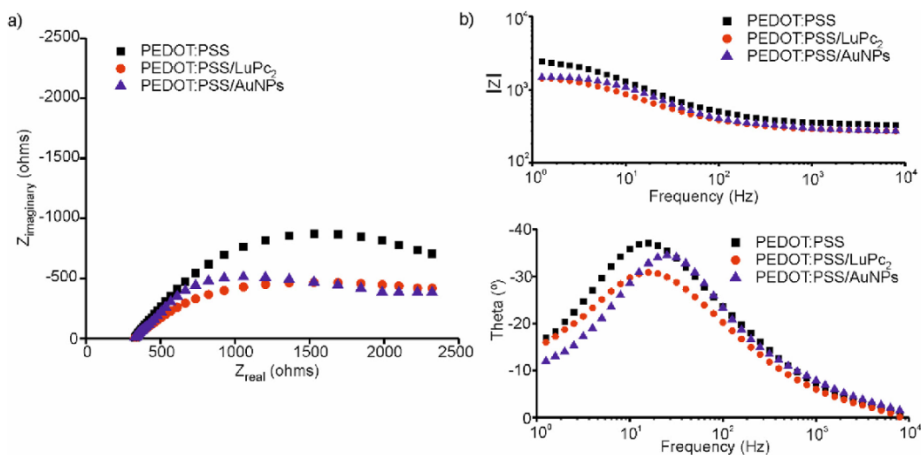 a)
-2500
-2000
-1500
-1000
-500
0
Z_imaginary (ohms)
PEDOT:PSS
PEDOT:PSS/LuPc₂
PEDOT:PSS/AuNPs
0 500 1000 1500 2000 2500
Z_real (ohms)
b)
10⁴
10³
10²
|Z|
PEDOT:PSS
PEDOT:PSS/LuPc₂
PEDOT:PSS/AuNPs
10⁰ 10¹ 10² 10³ 10⁴
Frequency (Hz)
-40
-30
-20
-10
0
Theta (º)
PEDOT:PSS
PEDOT:PSS/LuPc₂
PEDOT:PSS/AuNPs
10⁰ 10¹ 10² 10³ 10⁴
Frequency (Hz)